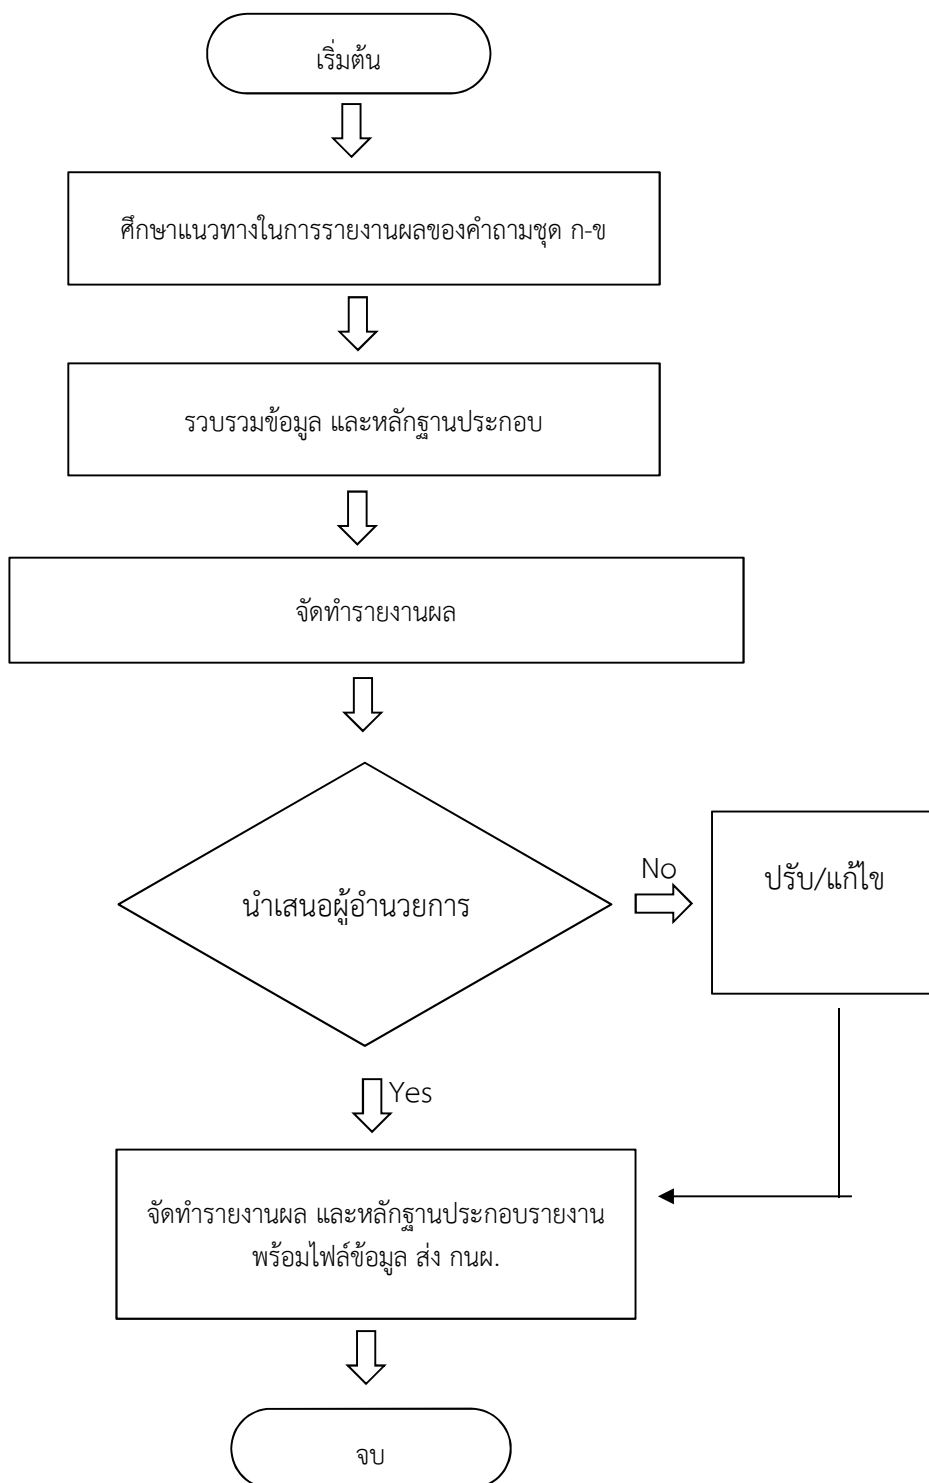 เริ่มต้น
ศึกษาแนวทางในการรายงานผลของคำถามชุด ก-ข
รวบรวมข้อมูล และหลักฐานประกอบ
จัดทำรายงานผล
นำเสนอผู้อำนวยการ
No
ปรับ/แก้ไข
Yes
จัดทำรายงานผล และหลักฐานประกอบรายงาน
พร้อมไฟล์ข้อมูล ส่ง กนผ.
จบ